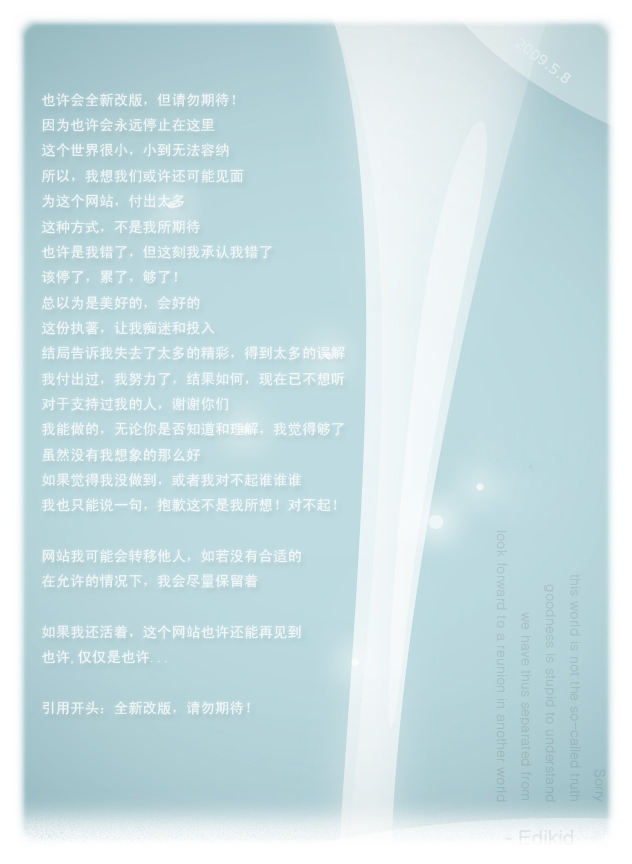 2009.5.8
也许会全新改版，但请勿期待！
因为也许会永远停止在这里
这个世界很小，小到无法容纳
所以，我想我们或许还可能见面
为这个网站，付出太多
这种方式，不是我所期待
也许是我错了，但这刻我承认我错了
该停了，累了，够了！
总以为是美好的，会好的
这份执著，让我痴迷和投入
结局告诉我失去了太多的精彩，得到太多的误解
我付出过，我努力了，结果如何，现在已不想听
对于支持过我的人，谢谢你们
我能做的，无论你是否知道和理解，我觉得够了
虽然没有我想象的那么好
如果觉得我没做到，或者我对不起谁谁谁
我也只能说一句，抱歉这不是我所想！对不起！
网站我可能会转移他人，如若没有合适的
在允许的情况下，我会尽量保留着
如果我还活着，这个网站也许还能再见到
也许,仅仅是也许...
引用开头：全新改版，请勿期待！
look forward to a raunion in another world
we have thus separated from
goodness is stupid to understand
this world is not the so-called truth
Sorry
- Edikid